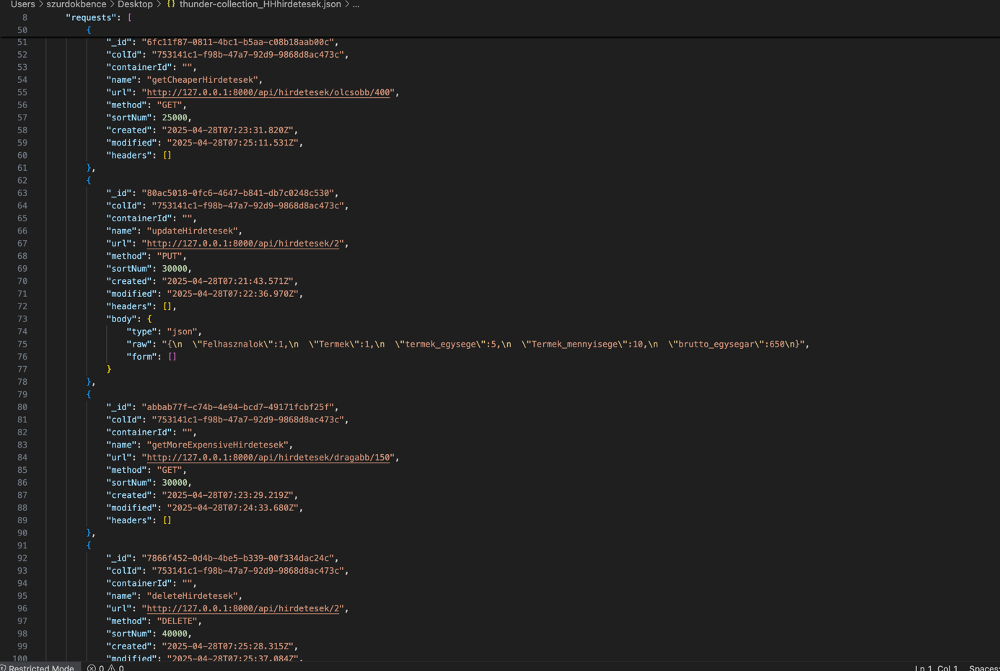 Users > szurdokbence > Desktop > {} thunder-collection_HHhirdetesek.json > ...
8 "requests": [
50 {
51 "_id": "6fc11f87-0811-4bc1-b5aa-c08b18aab00c",
52 "colId": "753141c1-f98b-47a7-92d9-9868d8ac473c",
53 "containerId": "",
54 "name": "getCheaperHirdetesek",
55 "url": "http://127.0.0.1:8000/api/hirdetesek/olcsobb/400",
56 "method": "GET",
57 "sortNum": 25000,
58 "created": "2025-04-28T07:23:31.820Z",
59 "modified": "2025-04-28T07:25:11.531Z",
60 "headers": []
61 },
62 {
63 "_id": "80ac5018-0fc6-4647-b841-db7c0248c530",
64 "colId": "753141c1-f98b-47a7-92d9-9868d8ac473c",
65 "containerId": "",
66 "name": "updateHirdetesek",
67 "url": "http://127.0.0.1:8000/api/hirdetesek/2",
68 "method": "PUT",
69 "sortNum": 30000,
70 "created": "2025-04-28T07:21:43.571Z",
71 "modified": "2025-04-28T07:22:36.970Z",
72 "headers": [],
73 "body": {
74 "type": "json",
75 "raw": "{\n  \"Felhasznalok\":1,\n  \"Termek\":1,\n  \"termek_egysege\":5,\n  \"Termek_mennyisege\":10,\n  \"brutto_egysegar\":650\n}",
76 "form": []
77 }
78 },
79 {
80 "_id": "abbab77f-c74b-4e94-bcd7-49171fcbf25f",
81 "colId": "753141c1-f98b-47a7-92d9-9868d8ac473c",
82 "containerId": "",
83 "name": "getMoreExpensiveHirdetesek",
84 "url": "http://127.0.0.1:8000/api/hirdetesek/dragabb/150",
85 "method": "GET",
86 "sortNum": 30000,
87 "created": "2025-04-28T07:23:29.219Z",
88 "modified": "2025-04-28T07:24:33.680Z",
89 "headers": []
90 },
91 {
92 "_id": "7866f452-0d4b-4be5-b339-00f334dac24c",
93 "colId": "753141c1-f98b-47a7-92d9-9868d8ac473c",
94 "containerId": "",
95 "name": "deleteHirdetesek",
96 "url": "http://127.0.0.1:8000/api/hirdetesek/2",
97 "method": "DELETE",
98 "sortNum": 40000,
99 "created": "2025-04-28T07:25:28.315Z",
100 "modified": "2025-04-28T07:25:37.084Z",
Restricted Mode 0 0 Ln 1, Col 1 Spaces: